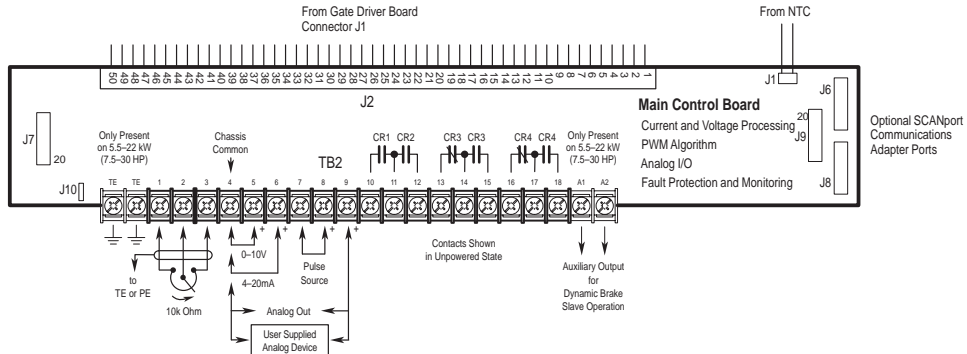 From Gate Driver Board
Connector J1
From NTC
50 49 48 47 46 45 44 43 42 41 40 39 38 37 36 35 34 33 32 31 30 29 28 27 26 25 24 23 22 21 20 19 18 17 16 15 14 13 12 11 10 9 8 7 6 5 4 3 2 1
J2
J1
J6
J7
20
J10
Only Present
on 5.5–22 kW
(7.5–30 HP)
Chassis
Common
TB2
CR1 CR2
CR3 CR3
CR4 CR4
Only Present
on 5.5–22 kW
(7.5–30 HP)
Main Control Board
Current and Voltage Processing
PWM Algorithm
Analog I/O
Fault Protection and Monitoring
20
J9
J8
Optional SCANport
Communications
Adapter Ports
TE TE 1 2 3 4 5 6 7 8 9 10 11 12 13 14 15 16 17 18 A1 A2
+ + + +
0–10V
4–20mA
Pulse
Source
Contacts Shown
in Unpowered State
Auxiliary Output
for
Dynamic Brake
Slave Operation
to
TE or PE
10k Ohm
Analog Out
User Supplied
Analog Device